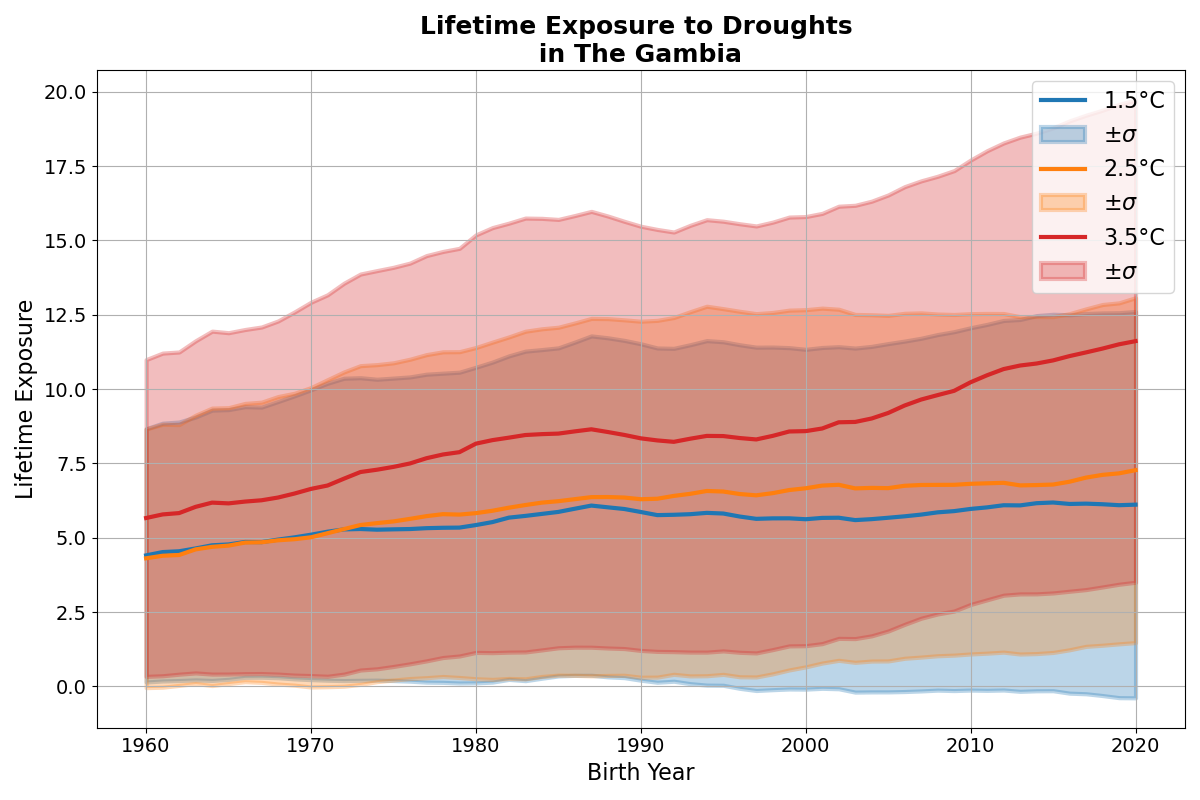 Lifetime Exposure to Droughts
in The Gambia
Lifetime Exposure
20.0
17.5
15.0
12.5
10.0
7.5
5.0
2.5
0.0
1.5°C
±σ
2.5°C
±σ
3.5°C
±σ
1960
1970
1980
1990
2000
2010
2020
Birth Year